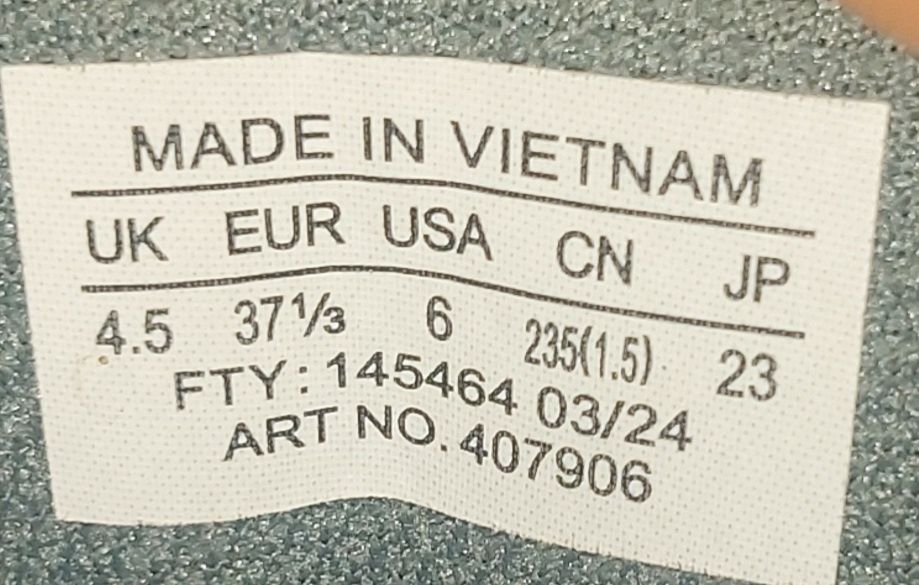 MADE IN VIETNAM
UK EUR USA CN JP
4.5 37⅓ 6 235(1.5) 23
FTY: 145464 03/24
ART NO. 407906